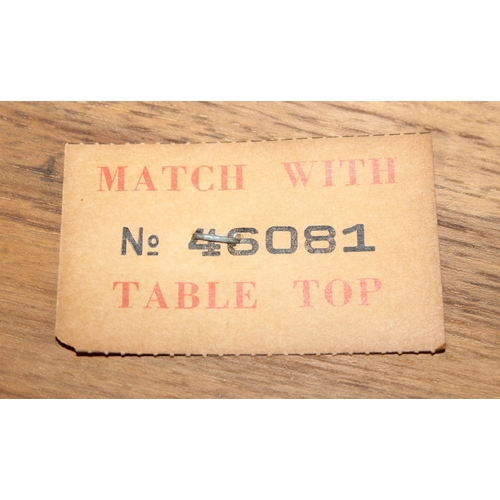 MATCH WITH
№ 46081
TABLE TOP